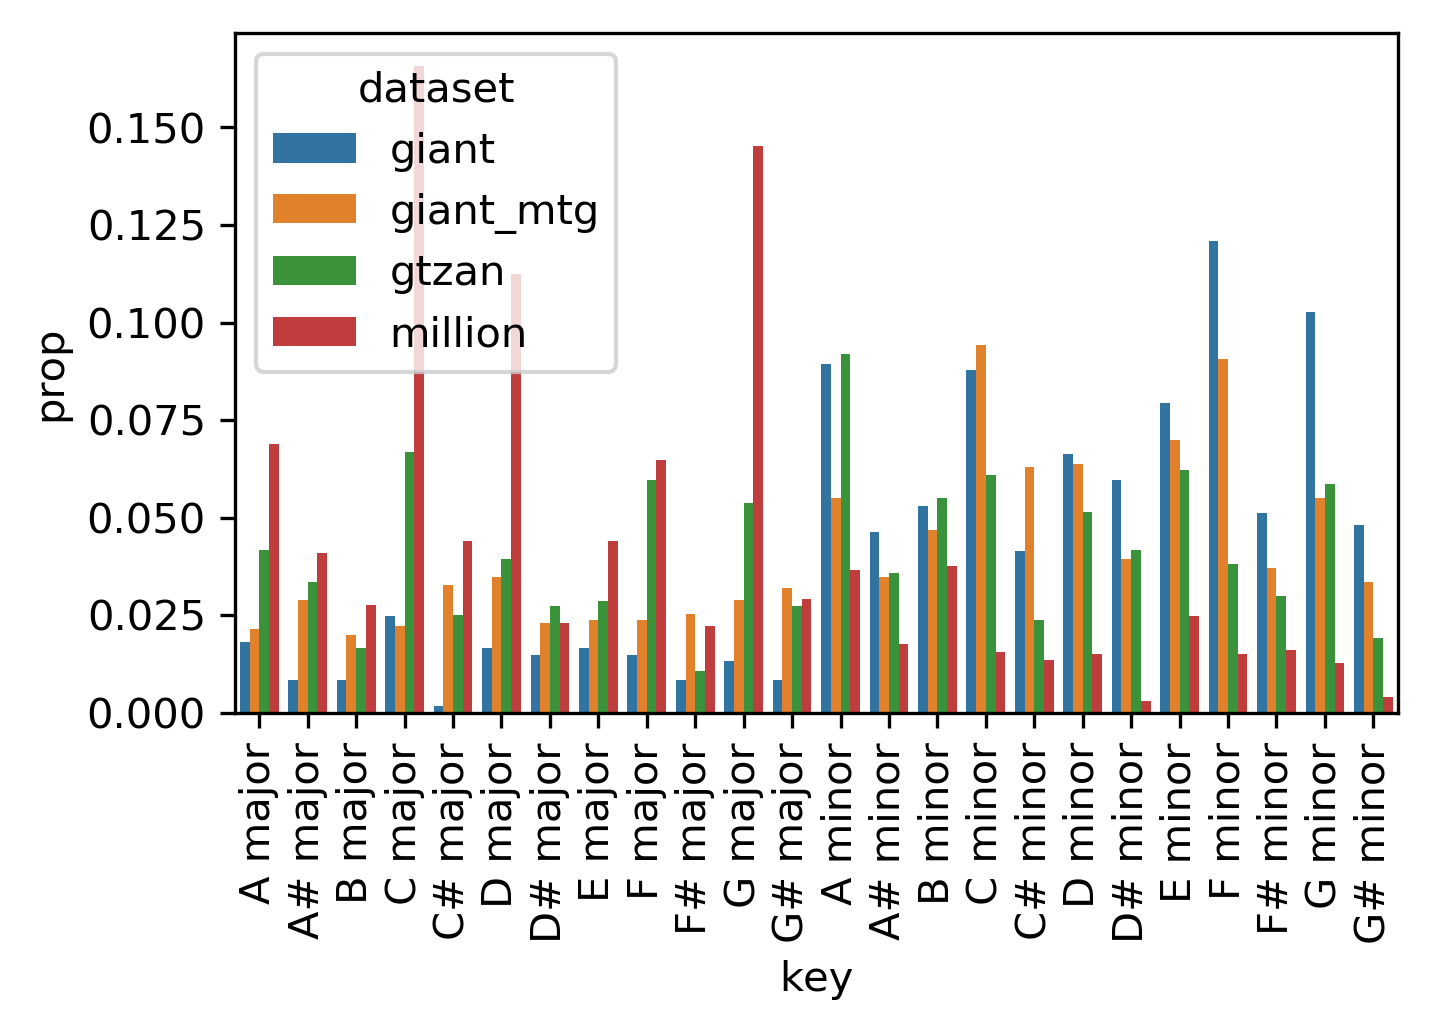 dataset
giant
giant_mtg
gtzan
million
prop
0.150
0.125
0.100
0.075
0.050
0.025
0.000
A major
A# major
B major
C major
C# major
D major
D# major
E major
F major
F# major
G major
G# major
A minor
A# minor
B minor
C minor
C# minor
D minor
D# minor
E minor
F minor
F# minor
G minor
G# minor
key